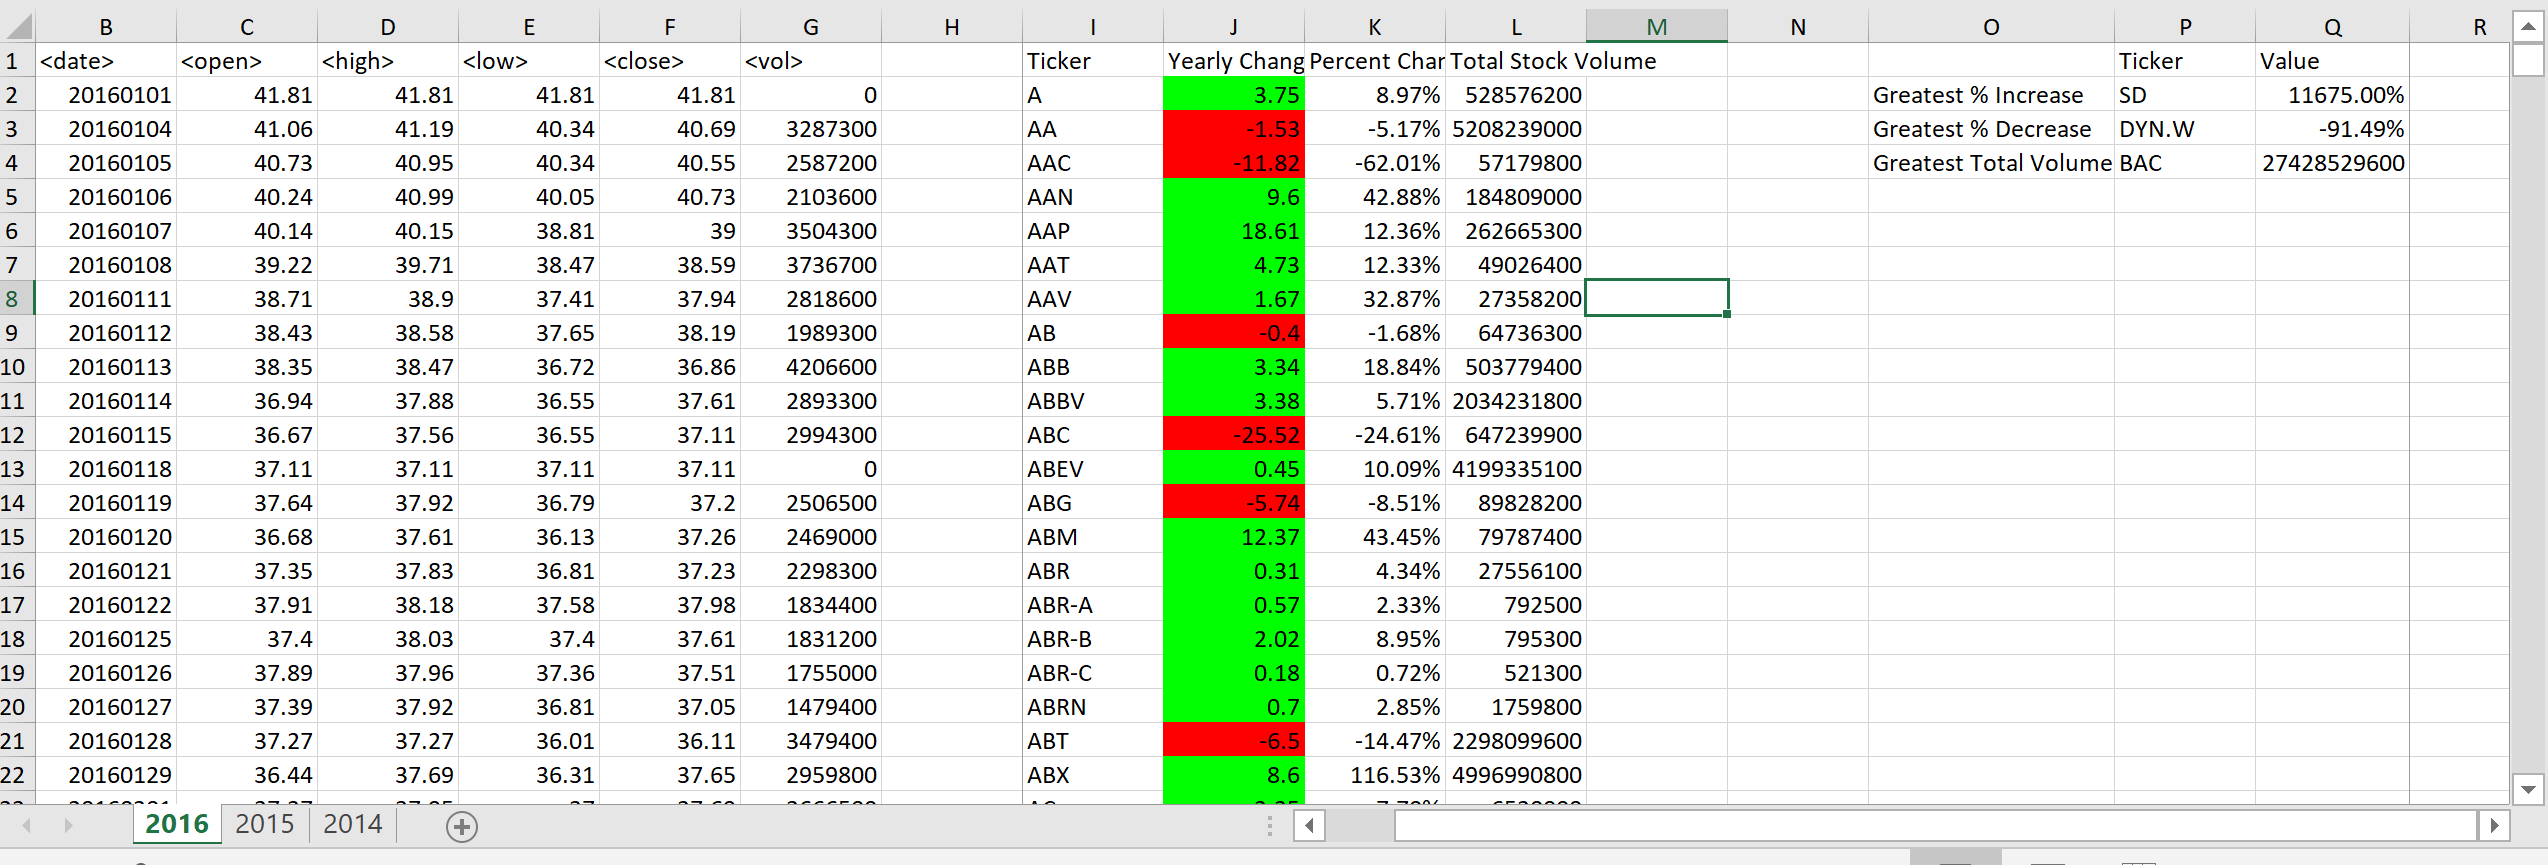 B C D E F G H I J K L M N O P Q R
1 <date> <open> <high> <low> <close> <vol> Ticker Yearly Chang Percent Char Total Stock Volume Ticker Value
2 20160101 41.81 41.81 41.81 41.81 0 A 3.75 8.97% 528576200 Greatest % Increase SD 11675.00%
3 20160104 41.06 41.19 40.34 40.69 3287300 AA -1.53 -5.17% 5208239000 Greatest % Decrease DYN.W -91.49%
4 20160105 40.73 40.95 40.34 40.55 2587200 AAC -11.82 -62.01% 57179800 Greatest Total Volume BAC 27428529600
5 20160106 40.24 40.99 40.05 40.73 2103600 AAN 9.6 42.88% 184809000
6 20160107 40.14 40.15 38.81 39 3504300 AAP 18.61 12.36% 262665300
7 20160108 39.22 39.71 38.47 38.59 3736700 AAT 4.73 12.33% 49026400
8 20160111 38.71 38.9 37.41 37.94 2818600 AAV 1.67 32.87% 27358200
9 20160112 38.43 38.58 37.65 38.19 1989300 AB -0.4 -1.68% 64736300
10 20160113 38.35 38.47 36.72 36.86 4206600 ABB 3.34 18.84% 503779400
11 20160114 36.94 37.88 36.55 37.61 2893300 ABBV 3.38 5.71% 2034231800
12 20160115 36.67 37.56 36.55 37.11 2994300 ABC -25.52 -24.61% 647239900
13 20160118 37.11 37.11 37.11 37.11 0 ABEV 0.45 10.09% 4199335100
14 20160119 37.64 37.92 36.79 37.2 2506500 ABG -5.74 -8.51% 89828200
15 20160120 36.68 37.61 36.13 37.26 2469000 ABM 12.37 43.45% 79787400
16 20160121 37.35 37.83 36.81 37.23 2298300 ABR 0.31 4.34% 27556100
17 20160122 37.91 38.18 37.58 37.98 1834400 ABR-A 0.57 2.33% 792500
18 20160125 37.4 38.03 37.4 37.61 1831200 ABR-B 2.02 8.95% 795300
19 20160126 37.89 37.96 37.36 37.51 1755000 ABR-C 0.18 0.72% 521300
20 20160127 37.39 37.92 36.81 37.05 1479400 ABRN 0.7 2.85% 1759800
21 20160128 37.27 37.27 36.01 36.11 3479400 ABT -6.5 -14.47% 2298099600
22 20160129 36.44 37.69 36.31 37.65 2959800 ABX 8.6 116.53% 4996990800
2016 2015 2014